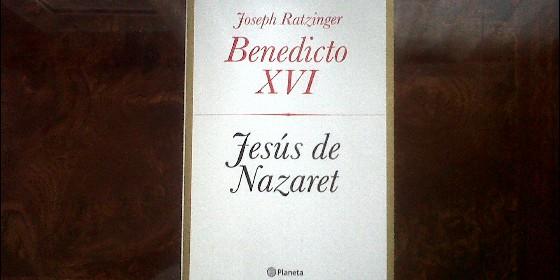 Joseph Ratzinger
Benedicto
XVI
Jesús de
Nazaret
Planeta